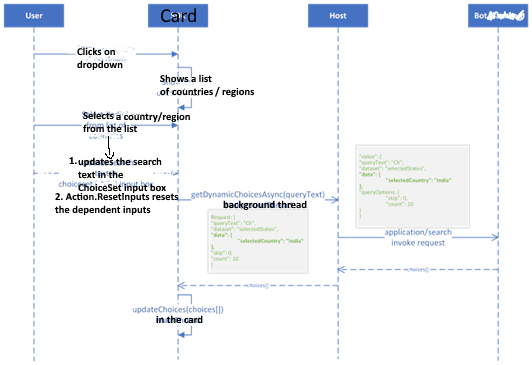 User
Card
Host
Bot
Clicks on
dropdown
Shows a list
of countries / regions
Selects a country/region
from the list
1. update the search
text in the
ChoiceSet input box
2. Action.ResetInputs resets
the dependent inputs
getDynamicChoicesAsync(queryText)
background thread
Request: {
"queryText": "Ch",
"dataset": "selectedStates",
"data": {
"selectedCountry": "India"
},
"skip": 0,
"count": 10
}
"value": {
"queryText": "Ch",
"dataset": "selectedStates",
"data": {
"selectedCountry": "India"
},
"queryOptions": {
"skip": 0,
"count": 10
}
}
application/search
invoke request
choices[]
choices[]
updateChoices(choices[])
in the card